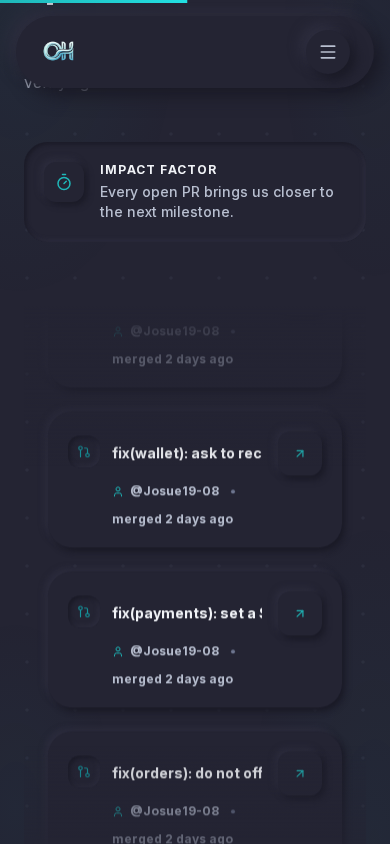 OH
IMPACT FACTOR
Every open PR brings us closer to
the next milestone.
@Josue19-08 •
merged 2 days ago
fix(wallet): ask to rec
@Josue19-08 •
merged 2 days ago
fix(payments): set a
@Josue19-08 •
merged 2 days ago
fix(orders): do not off
@Josue19-08 •
merged 2 days ago